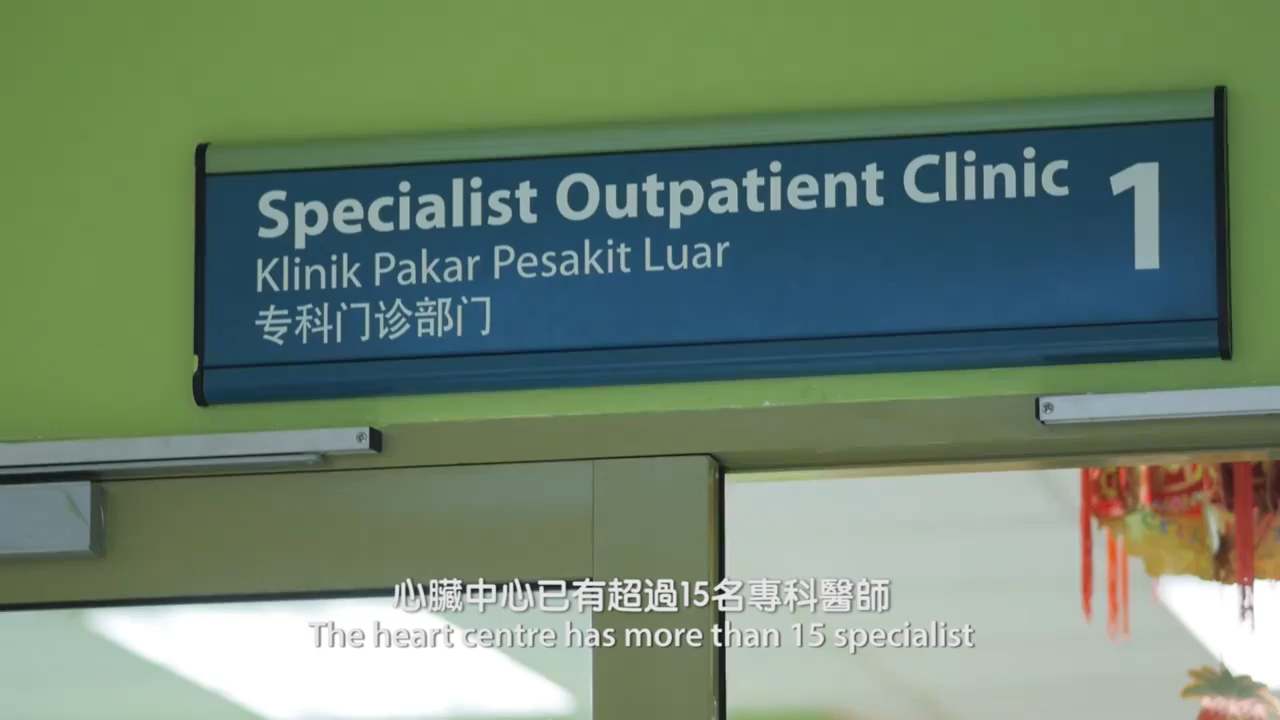 Specialist Outpatient Clinic 1
Klinik Pakar Pesakit Luar
专科门诊部门
心臟中心已有超過15名專科醫師
The heart centre has more than 15 specialist